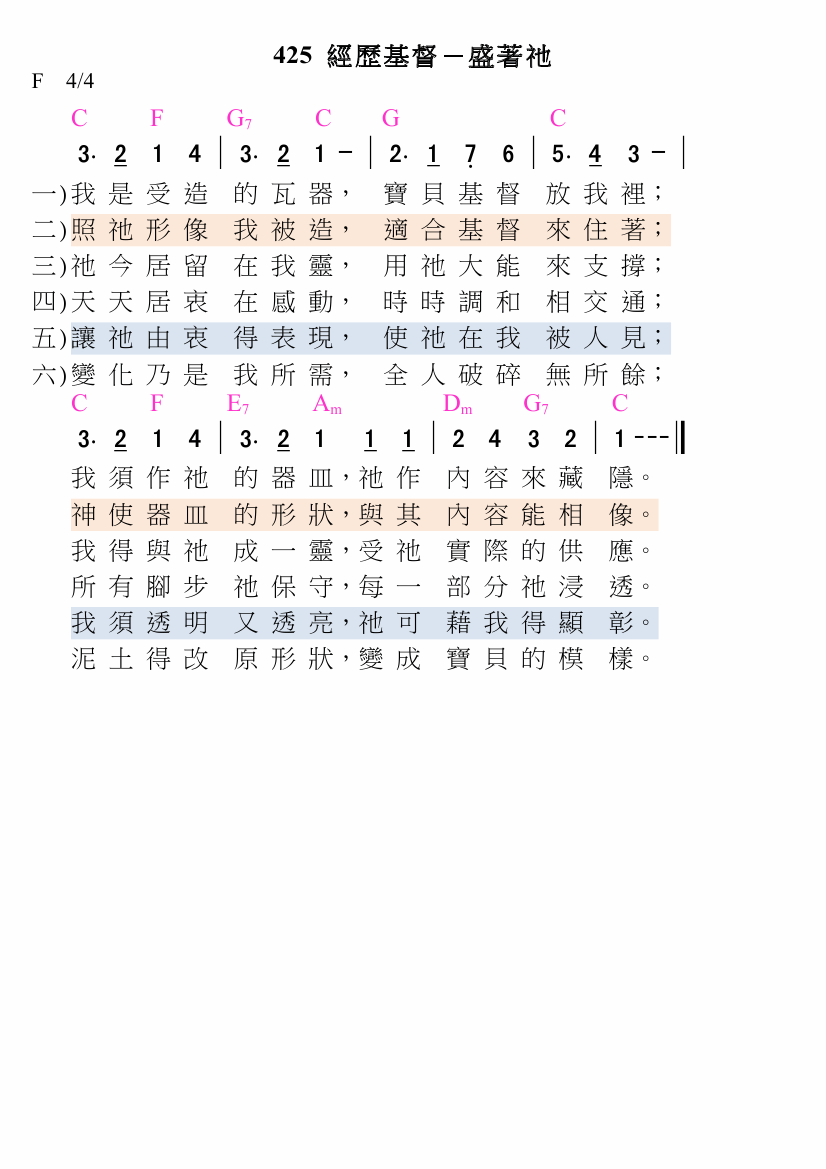 425 經歷基督－盛著祂
F 4/4
C F G7 C G C
3· 2 1 4 | 3· 2 1 － | 2· 1 7 6 | 5· 4 3 － |
一)我是受造 的瓦器， 寶貝基督 放我裡；
二)照祂形像 我被造， 適合基督 來住著；
三)祂今居留 在我靈， 用祂大能 來支撐；
四)天天居衷 在感動， 時時調和 相交通；
五)讓祂由衷 得表現， 使祂在我 被人見；
六)變化乃是 我所需， 全人破碎 無所餘；
C F E7 Am Dm G7 C
3· 2 1 4 | 3· 2 1 1 1 | 2 4 3 2 | 1 --- ‖
我須作祂 的器皿，祂作 內容來藏 隱。
神使器皿 的形狀，與其 內容能相 像。
我得與祂 成一靈，受祂 實際的供 應。
所有腳步 祂保守，每一 部分祂浸 透。
我須透明 又透亮，祂可 藉我得顯 彰。
泥土得改 原形狀，變成 寶貝的模 樣。